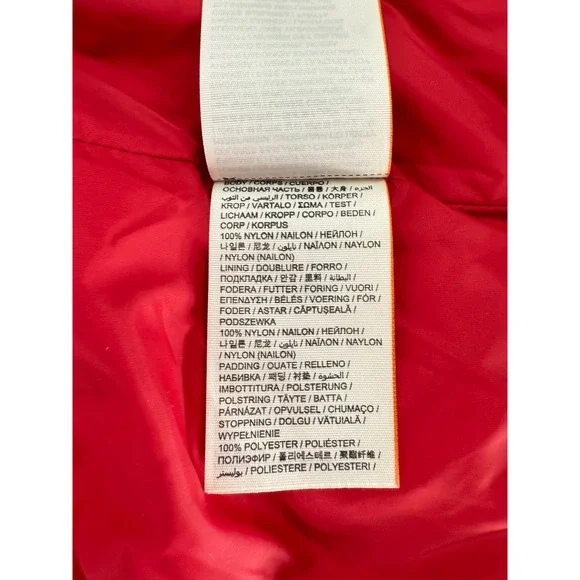 BODY / CORPS / CUERPO /
ОСНОВНАЯ ЧАСТЬ / 몸통 / 大身 / الجذع /
الرئيسي من الثوب / TORSO / KÖRPER /
KROP / VARTALO / ΣΩΜΑ / TEST /
LICHAAM / KROPP / CORPO / BEDEN /
CORP / KORPUS
100% NYLON / NAILON / НЕЙЛОН /
나일론 / 尼龙 / نايلون / ΝΑΪΛΟΝ / NAYLON
/ NYLON (NAILON)
LINING / DOUBLURE / FORRO /
ПОДКЛАДКА / 안감 / 里料 / البطانة /
FODERA / FUTTER / FORING / VUORI /
ΕΠΕΝΔΥΣΗ / BÉLÉS / VOERING / FÔR /
FODER / ASTAR / CĂPTUȘEALĂ /
PODSZEWKA
100% NYLON / NAILON / НЕЙЛОН /
나일론 / 尼龙 / نايلون / ΝΑΪΛΟΝ / NAYLON
/ NYLON (NAILON)
PADDING / OUATE / RELLENO /
НАБИВКА / 패딩 / 衬垫 / الحشوة /
IMBOTTITURA / POLSTERUNG /
POLSTRING / TÄYTE / ΒΑΤΤΑ /
PÁRNÁZAT / OPVULSEL / CHUMAÇO /
STOPPNING / DOLGU / VĂTUIALĂ /
WYPEŁNIENIE
100% POLYESTER / POLIÉSTER /
ПОЛИЭФИР / 폴리에스테르 / 聚酯纤维 /
بوليستر / POLIESTERE / POLYESTERI /